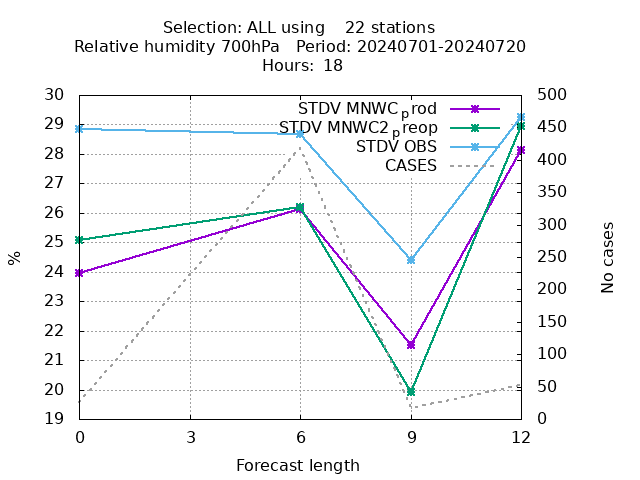 Selection: ALL using    22 stations
Relative humidity 700hPa   Period: 20240701-20240720
Hours: 18
STDV MNWC_prod
STDV MNWC2_preop
STDV OBS
CASES
30
29
28
27
26
25
24
23
22
21
20
19
500
450
400
350
300
250
200
150
100
50
0
%
No cases
0 3 6 9 12
Forecast length